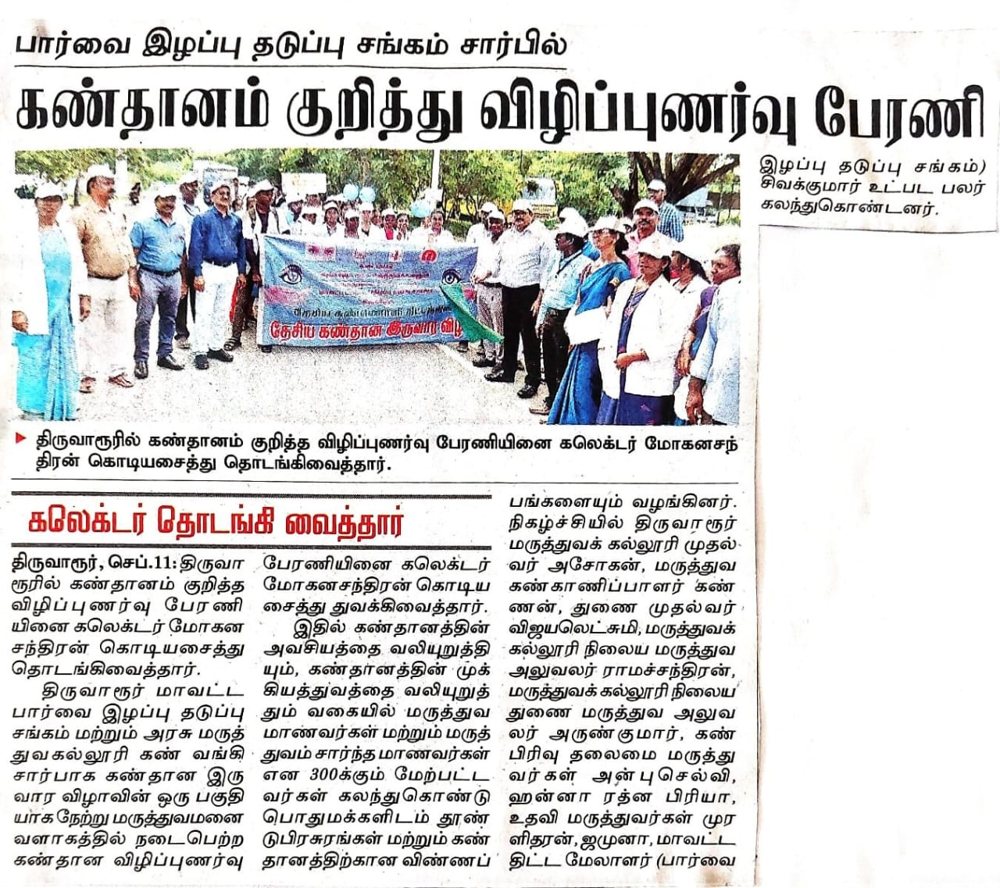 பார்வை இழப்பு தடுப்பு சங்கம் சார்பில்
கண்தானம் குறித்து விழிப்புணர்வு பேரணி
தேசிய கண்தான இருவார விழ
திருவாரூரில் கண்தானம் குறித்த விழிப்புணர்வு பேரணியினை கலெக்டர் மோகனசந்
திரன் கொடியசைத்து தொடங்கிவைத்தார்.
கலெக்டர் தொடங்கி வைத்தார்
திருவாரூர், செப்.11: திருவா
ரூரில் கண்தானம் குறித்த
விழிப்புணர்வு பேரணி
யினை கலெக்டர் மோகன
சந்திரன் கொடியசைத்து
தொடங்கிவைத்தார்.
திருவாரூர் மாவட்ட
பார்வை இழப்பு தடுப்பு
சங்கம் மற்றும் அரசு மருத்
துவகல்லூரி கண் வங்கி
சார்பாக கண்தான இரு
வார விழாவின் ஒரு பகுதி
யாக நேற்று மருத்துவமனை
வளாகத்தில் நடைபெற்ற
கண்தான விழிப்புணர்வு
பேரணியினை கலெக்டர்
மோகனசந்திரன் கொடிய
சைத்து துவக்கிவைத்தார்.
இதில் கண்தானத்தின்
அவசியத்தை வலியுறுத்தி
யும், கண்தானத்தின் முக்
கியத்துவத்தை வலியுறுத்
தும் வகையில் மருத்துவ
மாணவர்கள் மற்றும் மருத்
துவம் சார்ந்த மாணவர்கள்
என 300க்கும் மேற்பட்ட
வர்கள் கலந்துகொண்டு
பொதுமக்களிடம் தூண்
டுபிரசுரங்கள் மற்றும் கண்
தானத்திற்கான விண்ணப்
பங்களையும் வழங்கினர்.
நிகழ்ச்சியில் திருவாரூர்
மருத்துவக் கல்லூரி முதல்
வர் அசோகன், மருத்துவ
கண்காணிப்பாளர் கண்
ணன், துணை முதல்வர்
விஜயலெட்சுமி, மருத்துவக்
கல்லூரி நிலைய மருத்துவ
அலுவலர் ராமச்சந்திரன்,
மருத்துவக் கல்லூரி நிலைய
துணை மருத்துவ அலுவ
லர் அருண்குமார், கண்
பிரிவு தலைமை மருத்து
வர்கள் அன்புசெல்வி,
ஹன்னா ரத்ன பிரியா,
உதவி மருத்துவர்கள் முர
ளிதரன், ஜமுனா, மாவட்ட
திட்ட மேலாளர் (பார்வை
இழப்பு தடுப்பு சங்கம்)
சிவக்குமார் உட்பட பலர்
கலந்துகொண்டனர்.